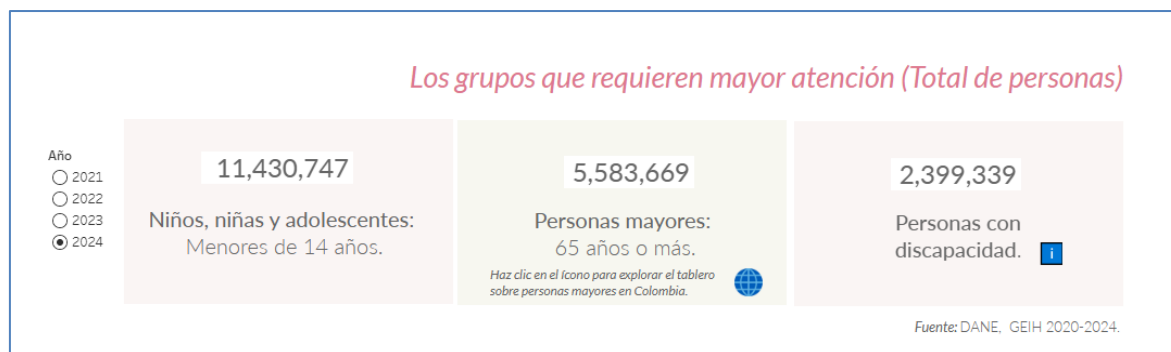 Los grupos que requieren mayor atención (Total de personas)
Año
2021
2022
2023
2024
11,430,747
Niños, niñas y adolescentes:
Menores de 14 años.
5,583,669
Personas mayores:
65 años o más.
Haz clic en el ícono para explorar el tablero
sobre personas mayores en Colombia.
2,399,339
Personas con
discapacidad.
i
Fuente: DANE, GEIH 2020-2024.